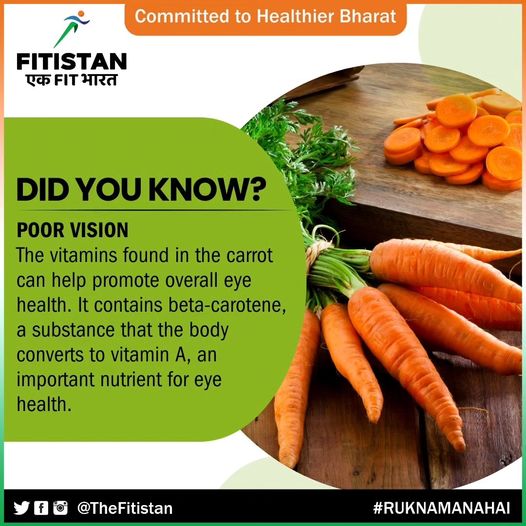 Committed to Healthier Bharat
FITISTAN
एक FIT भारत
DID YOU KNOW?
POOR VISION
The vitamins found in the carrot
can help promote overall eye
health. It contains beta-carotene,
a substance that the body
converts to vitamin A, an
important nutrient for eye
health.
@TheFitistan
#RUKNAMANAHAI